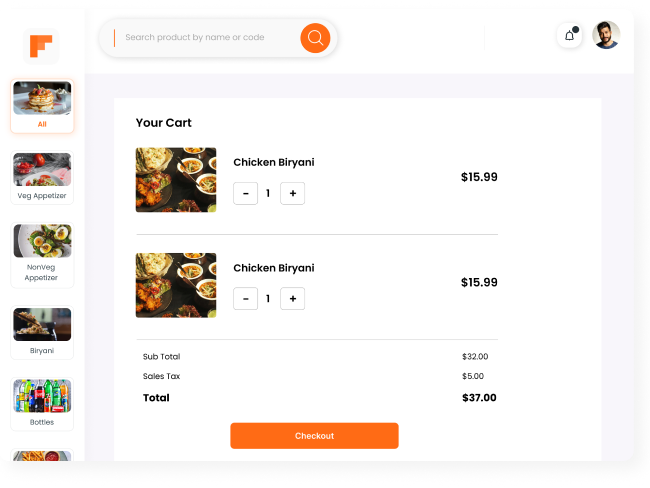 Search product by name or code
All
Veg Appetizer
NonVeg
Appetizer
Biryani
Bottles
Your Cart
Chicken Biryani
$15.99
- 1 +
Chicken Biryani
$15.99
- 1 +
Sub Total $32.00
Sales Tax $5.00
Total $37.00
Checkout